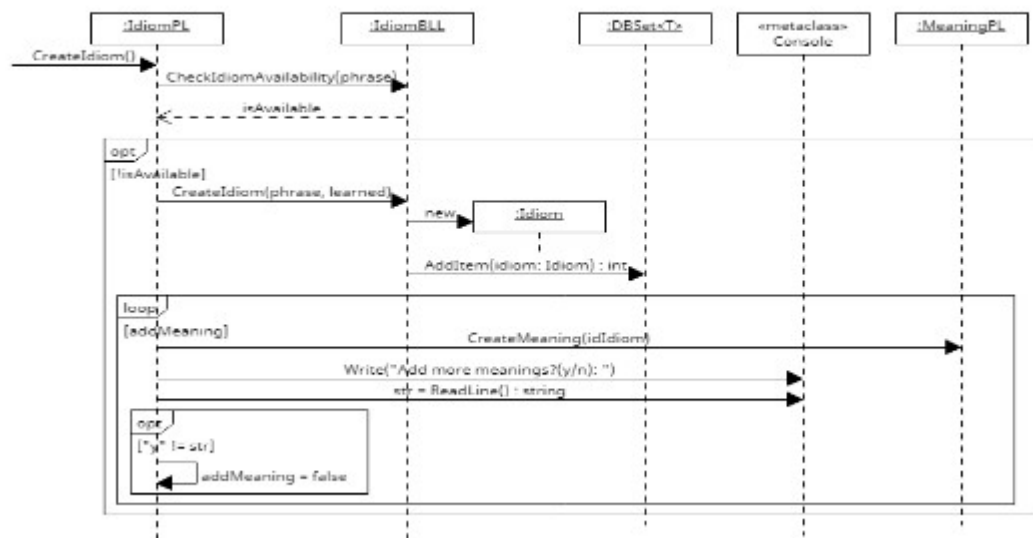 :IdiomPL
:IdiomBLL
:DBSet<T>
«metaclass»
Console
:MeaningPL
CreateIdiom()
CheckIdiomAvailability(phrase)
isAvailable
opt
[!isAvailable]
CreateIdiom(phrase, learned)
new
:Idiom
AddItem(idiom: Idiom) : int
loop
[addMeaning]
CreateMeaning(idIdiom)
Write("Add more meanings?(y/n): ")
str = ReadLine() : string
opt
["y" != str]
addMeaning = false